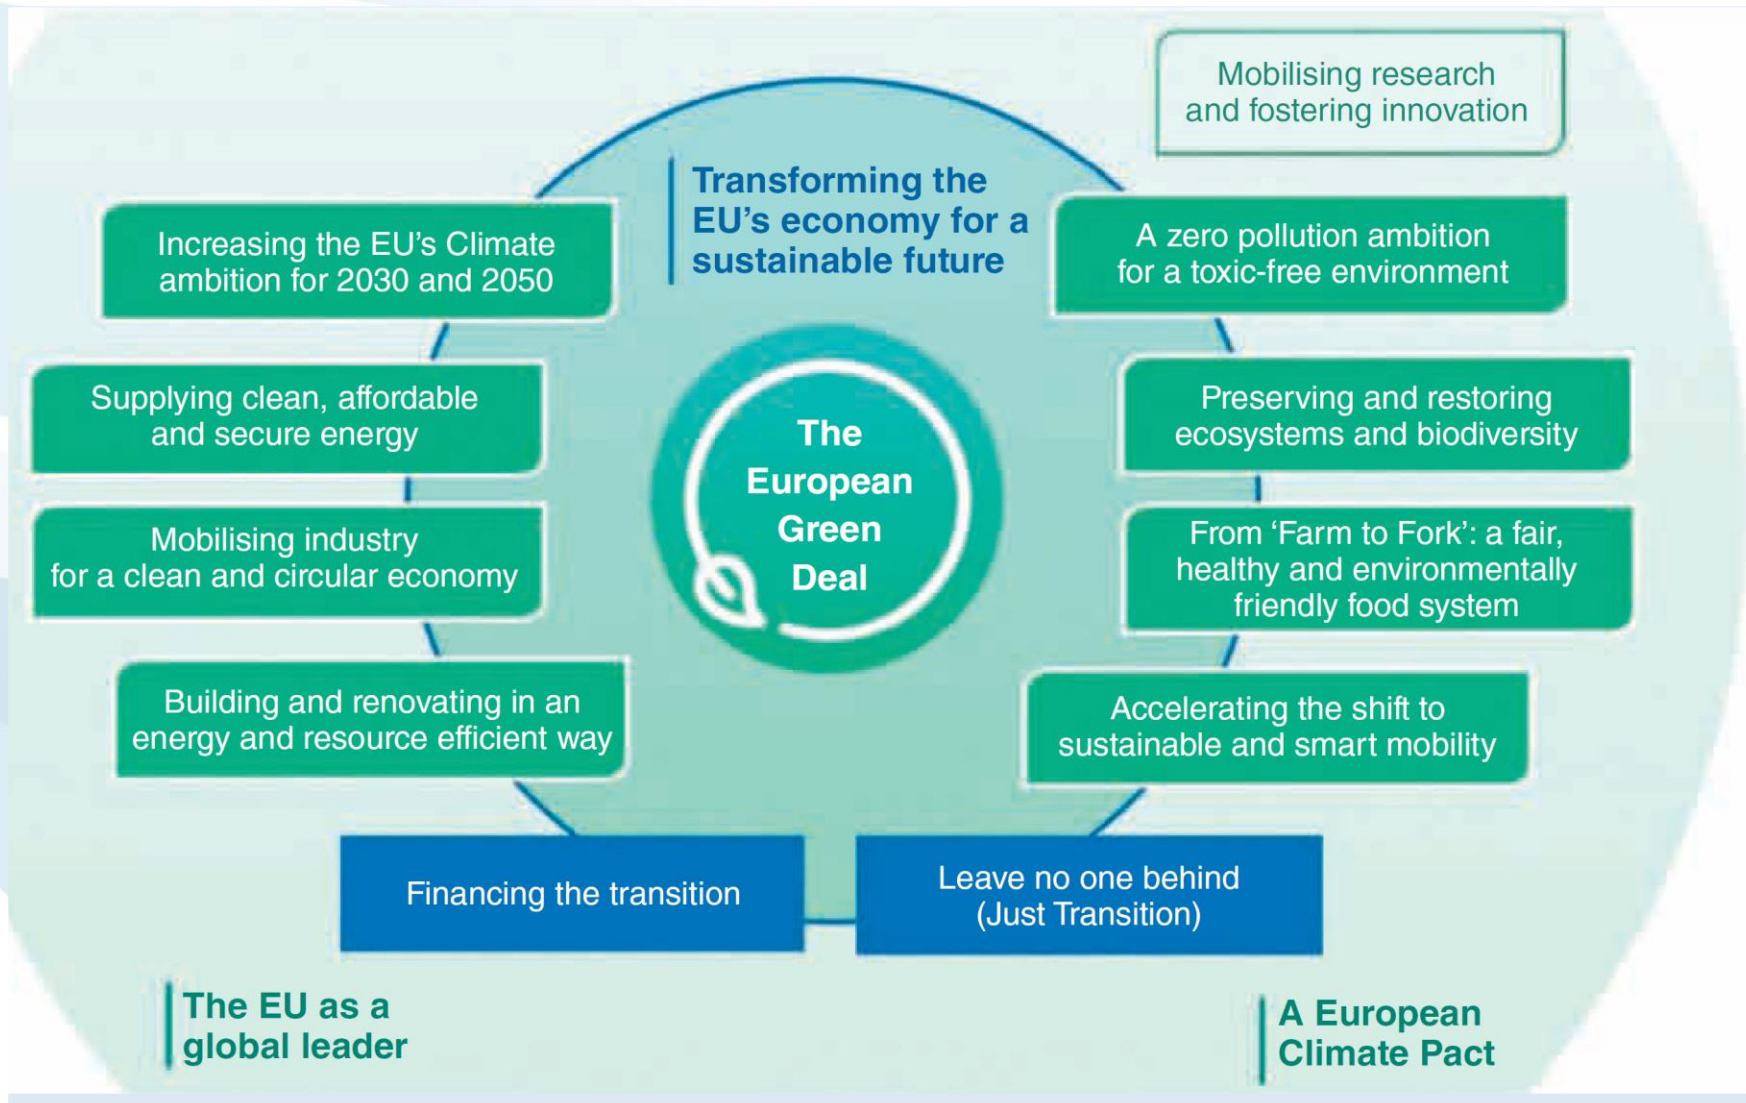 Mobilising research
and fostering innovation
Transforming the
EU’s economy for a
sustainable future
Increasing the EU’s Climate
ambition for 2030 and 2050
A zero pollution ambition
for a toxic-free environment
Supplying clean, affordable
and secure energy
Preserving and restoring
ecosystems and biodiversity
The
European
Green
Deal
Mobilising industry
for a clean and circular economy
From ‘Farm to Fork’: a fair,
healthy and environmentally
friendly food system
Building and renovating in an
energy and resource efficient way
Accelerating the shift to
sustainable and smart mobility
Financing the transition
Leave no one behind
(Just Transition)
The EU as a
global leader
A European
Climate Pact